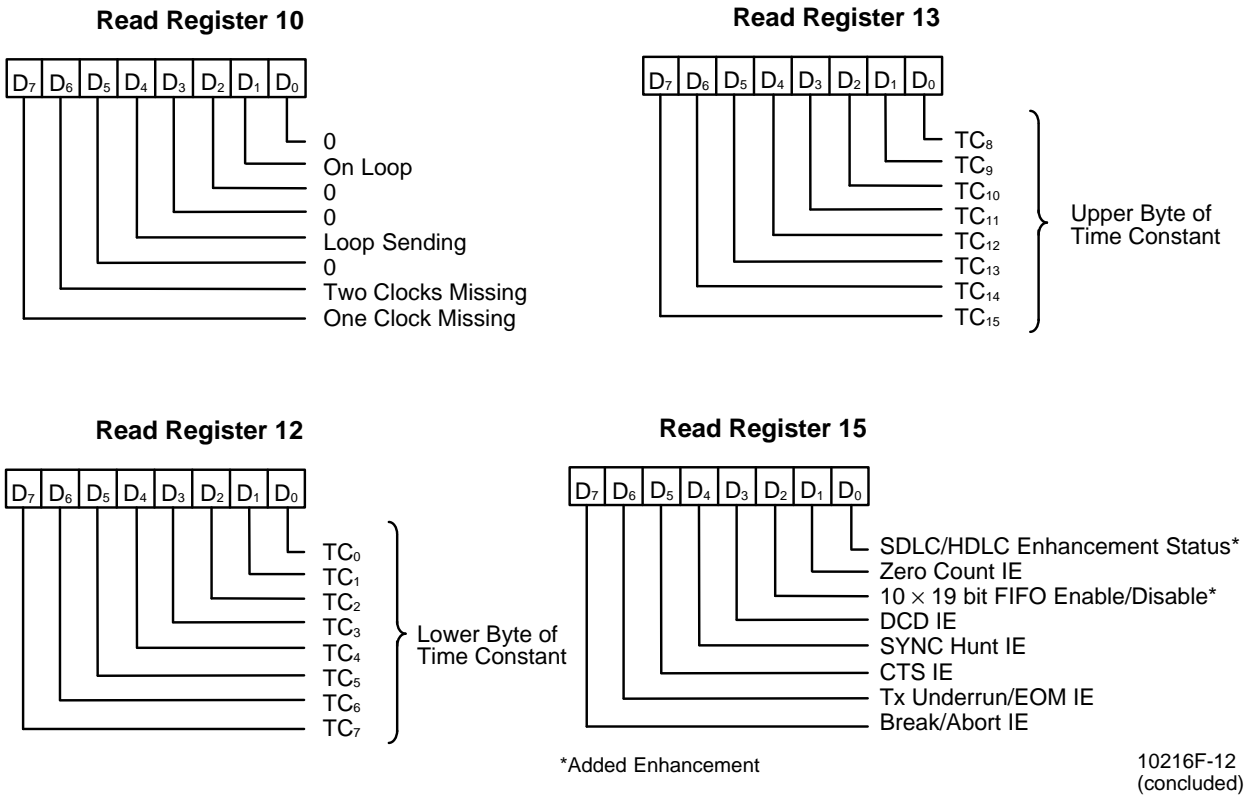 Read Register 10
D₇ D₆ D₅ D₄ D₃ D₂ D₁ D₀
0
On Loop
0
0
Loop Sending
0
Two Clocks Missing
One Clock Missing
Read Register 13
D₇ D₆ D₅ D₄ D₃ D₂ D₁ D₀
TC₈
TC₉
TC₁₀
TC₁₁
TC₁₂
TC₁₃
TC₁₄
TC₁₅
Upper Byte of
Time Constant
Read Register 12
D₇ D₆ D₅ D₄ D₃ D₂ D₁ D₀
TC₀
TC₁
TC₂
TC₃
TC₄
TC₅
TC₆
TC₇
Lower Byte of
Time Constant
Read Register 15
D₇ D₆ D₅ D₄ D₃ D₂ D₁ D₀
SDLC/HDLC Enhancement Status*
Zero Count IE
10 × 19 bit FIFO Enable/Disable*
DCD IE
SYNC Hunt IE
CTS IE
Tx Underrun/EOM IE
Break/Abort IE
*Added Enhancement
10216F-12
(concluded)